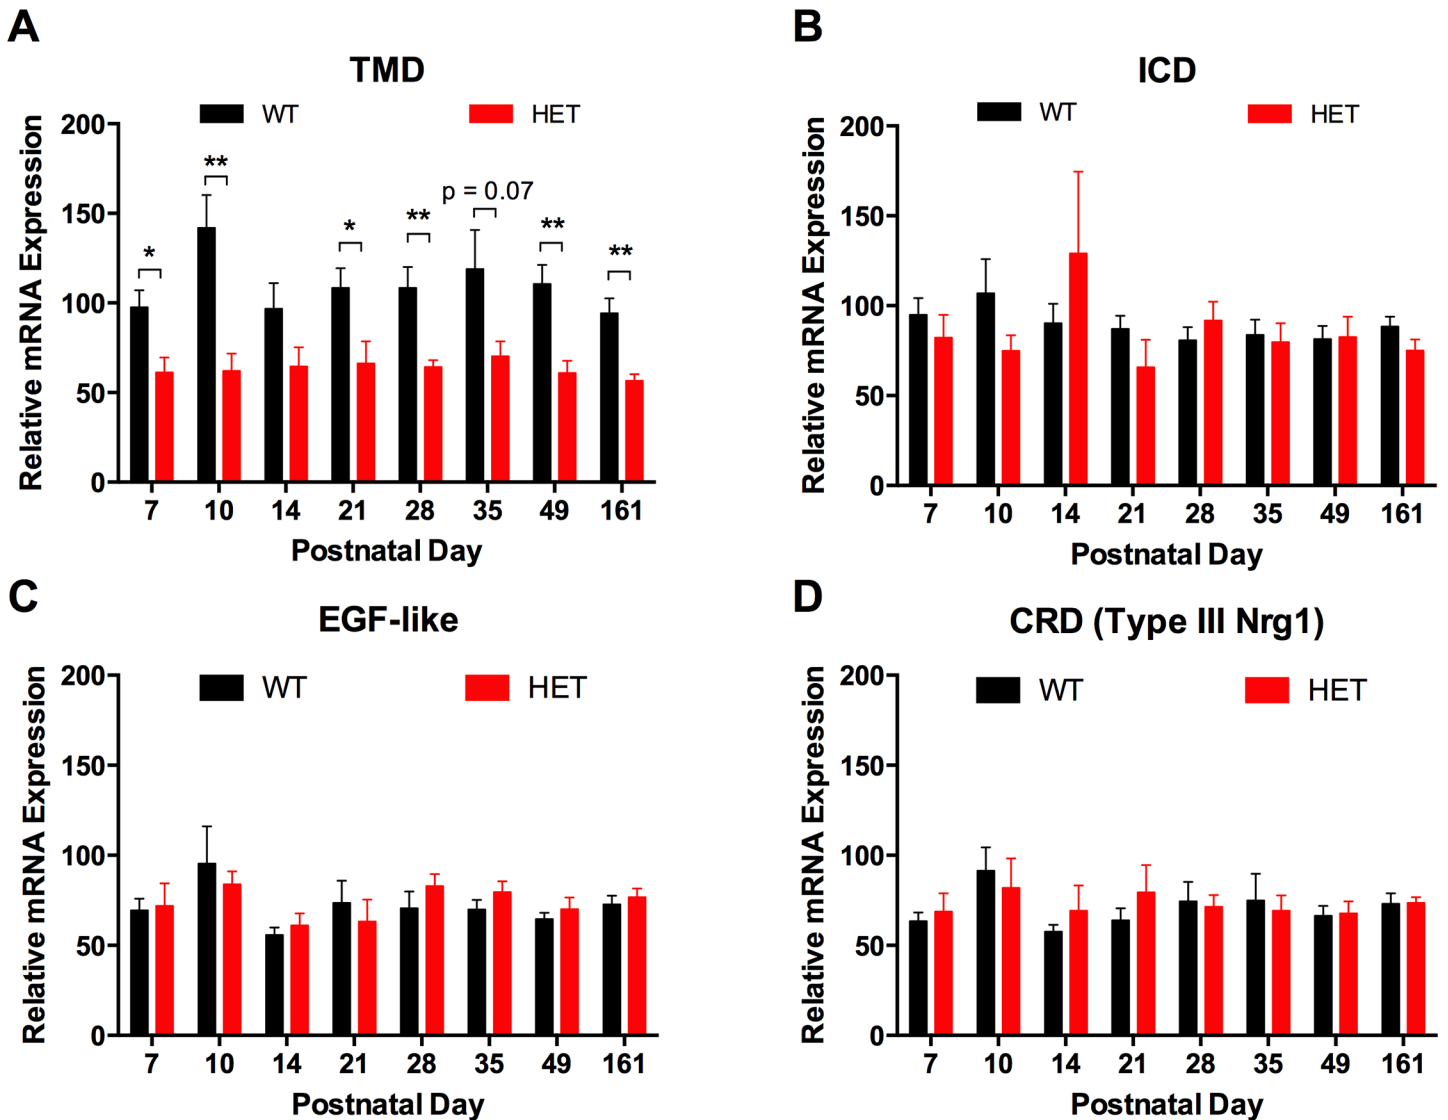 A
TMD
WT HET
Relative mRNA Expression
200
150
100
50
0
*
**
*
**
p = 0.07
**
**
7 10 14 21 28 35 49 161
Postnatal Day
B
ICD
WT HET
Relative mRNA Expression
200
150
100
50
0
7 10 14 21 28 35 49 161
Postnatal Day
C
EGF-like
WT HET
Relative mRNA Expression
200
150
100
50
0
7 10 14 21 28 35 49 161
Postnatal Day
D
CRD (Type III Nrg1)
WT HET
Relative mRNA Expression
200
150
100
50
0
7 10 14 21 28 35 49 161
Postnatal Day